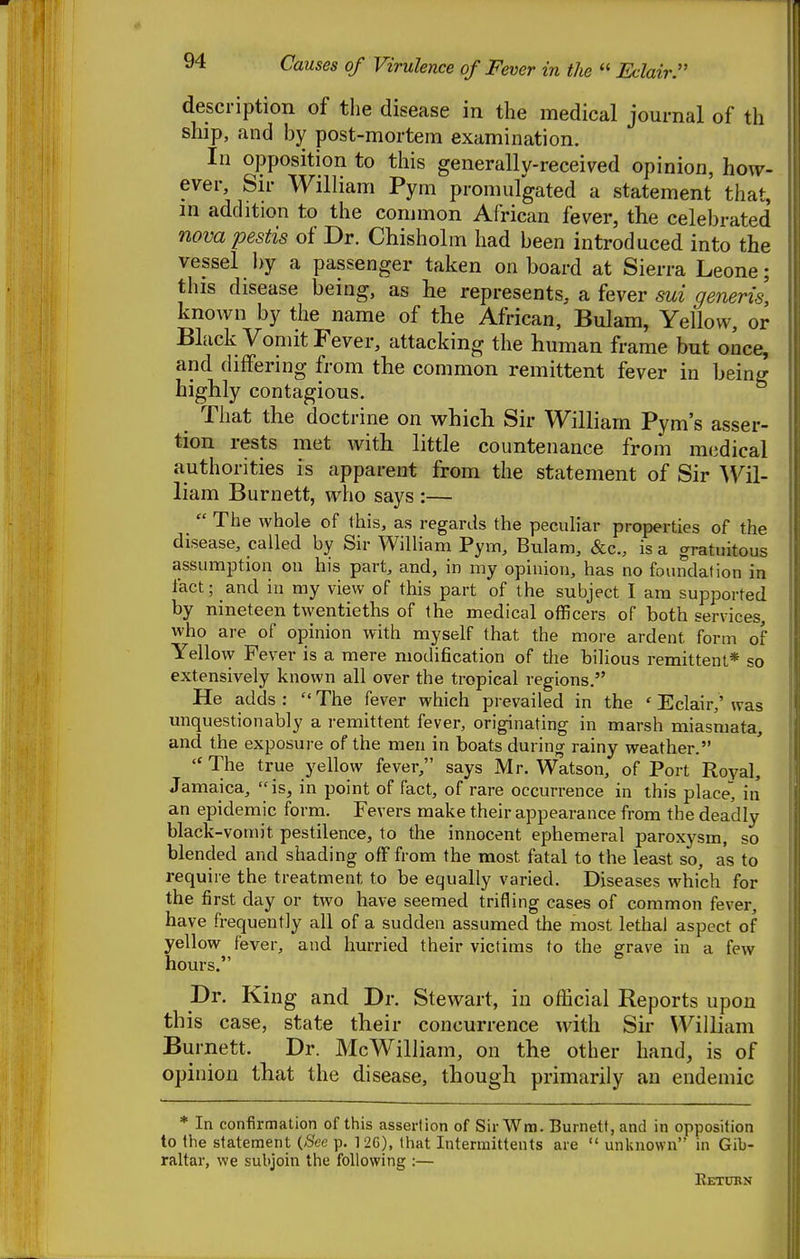 94 Causes of Virulence of Fever in the “ Eclair.”
description of the disease in the medical journal of th
ship, and by post-mortem examination.
In opposition to this generally-received opinion, how-
ever, Sir William Pym promulgated a statement that,
in addition to the common African fever, the celebrated
nova pestis of Dr. Chisholm had been introduced into the
vessel by a passenger taken on board at Sierra Leone;
this disease being, as he represents, a fever sui generis,
known by the name of the African, Bulam, Yellow, or
Black Vomit Fever, attacking the human frame but once,
and differing from the common remittent fever in being
highly contagious.
That the doctrine on which Sir William Pym’s asser-
tion rests met with little countenance from medical
authorities is apparent from the statement of Sir Wil-
liam Burnett, who says :—
“ The whole of this, as regards the peculiar properties of the
disease, called by Sir William Pym, Bulam, &c., is a gratuitous
assumption on his part, and, in my opinion, has no foundation in
fact; and in my view of this part of the subject I am supported
by nineteen twentieths of the medical officers of both services,
who are of opinion with myself that the more ardent form of
Yellow Fever is a mere modification of the bilious remittent* so
extensively known all over the tropical regions.”
He adds : “ The fever which prevailed in the ‘ Eclair,’ was
unquestionably a remittent fever, originating in marsh miasmata,
and the exposure of the men in boats during rainy weather.”
“ The true yellow fever,” says Mr. Watson, of Port Royal,
Jamaica, “ is, in point of fact, of rare occurrence in this place, in
an epidemic form. Fevers make their appearance from the deadly
black-vomit pestilence, to the innocent ephemeral paroxysm, so
blended and shading off from the most fatal to the least so, as to
require the treatment to be equally varied. Diseases which for
the first day or two have seemed trifling cases of common fever,
have frequently all of a sudden assumed the most lethal aspect of
yellow fever, and hurried their victims to the grave in a few
hours.”
Dr. King and Dr. Stewart, in official Reports upon
this case, state their concurrence with Sir William
Burnett. Dr. McWilliam, on the other hand, is of
opinion that the disease, though primarily an endemic
* In confirmation of this assertion of Sir Wm. Burnett, and in opposition
to the statement (See p. 126), that Intermittents are “ unknown” in Gib-
raltar, we subjoin the following :—
RETURN